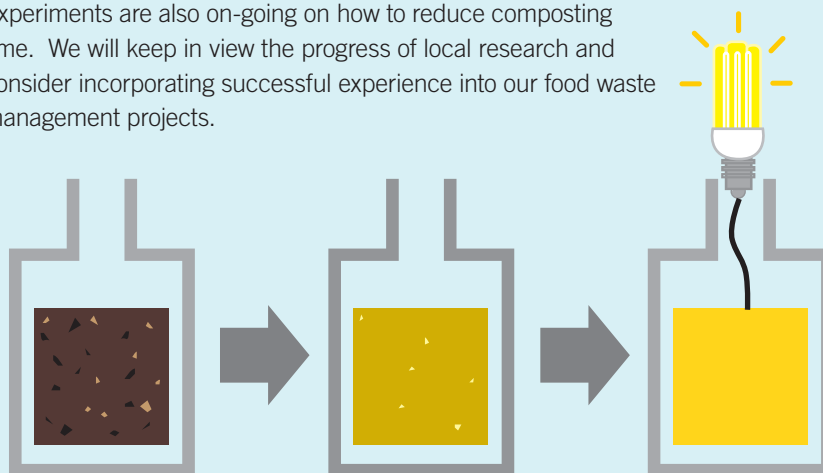 xperiments are also on-going on how to reduce composting
me. We will keep in view the progress of local research and
onsider incorporating successful experience into our food waste
anagement projects.